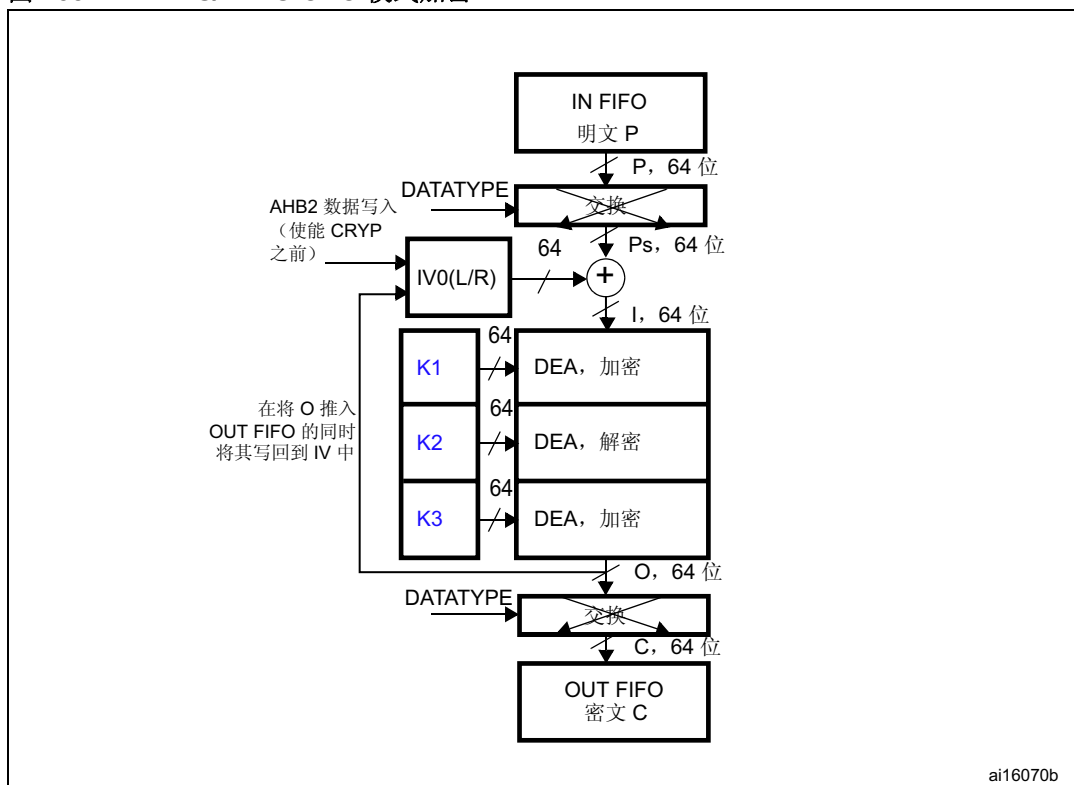 IN FIFO
明文 P
P，64 位
DATATYPE
交换
AHB2 数据写入
（使能 CRYP
之前）
64
Ps，64 位
IV0(L/R)
+
I，64 位
64
K1
DEA，加密
64
在将 O 推入
OUT FIFO 的同时
将其写回到 IV 中
K2
DEA，解密
64
K3
DEA，加密
O，64 位
DATATYPE
交换
C，64 位
OUT FIFO
密文 C
ai16070b